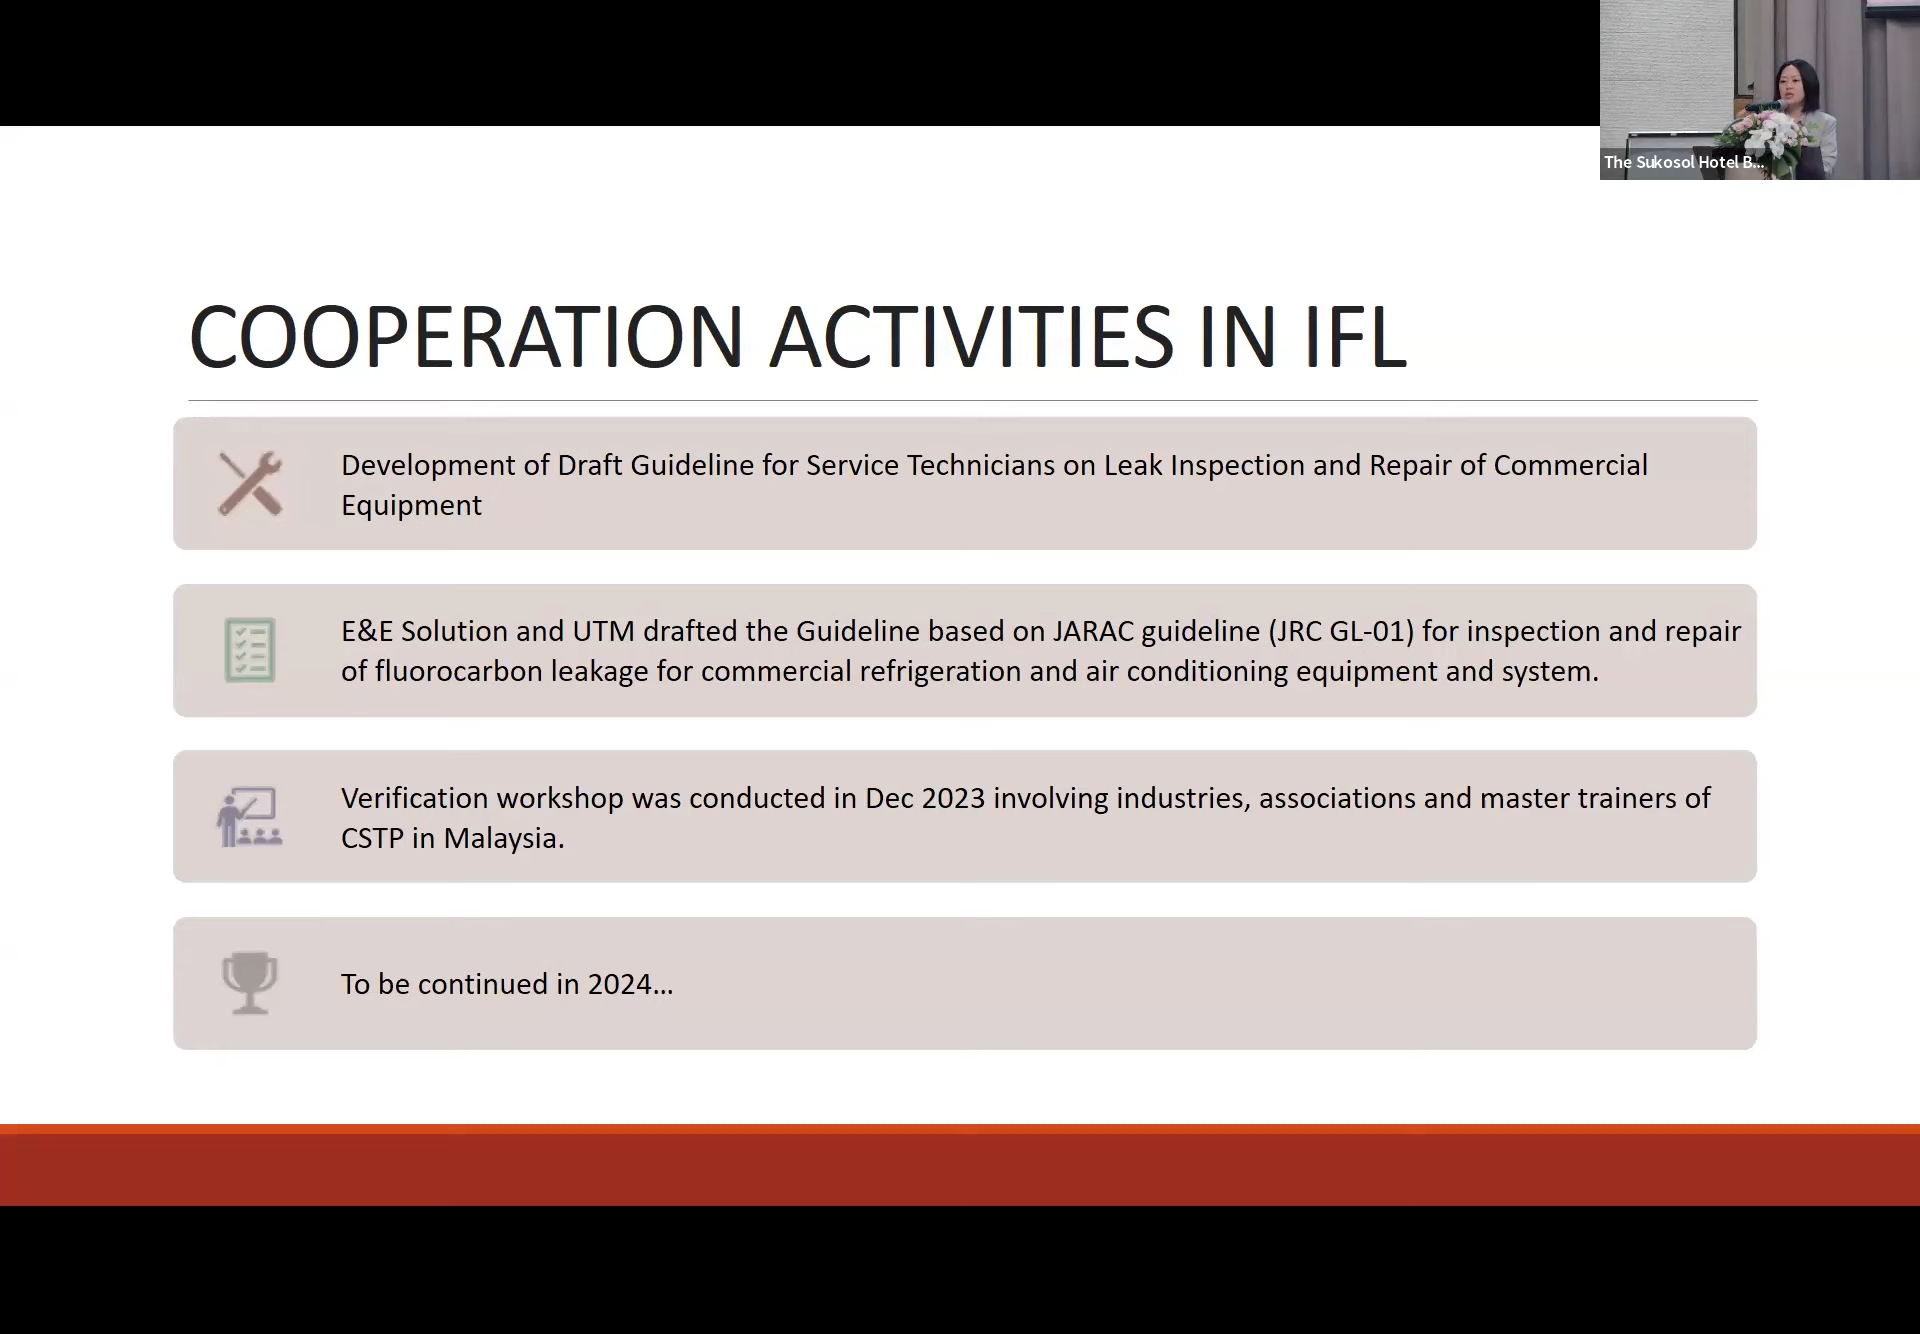 The Sukosol Hotel B...
COOPERATION ACTIVITIES IN IFL
Development of Draft Guideline for Service Technicians on Leak Inspection and Repair of Commercial
Equipment
E&E Solution and UTM drafted the Guideline based on JARAC guideline (JRC GL-01) for inspection and repair
of fluorocarbon leakage for commercial refrigeration and air conditioning equipment and system.
Verification workshop was conducted in Dec 2023 involving industries, associations and master trainers of
CSTP in Malaysia.
To be continued in 2024...